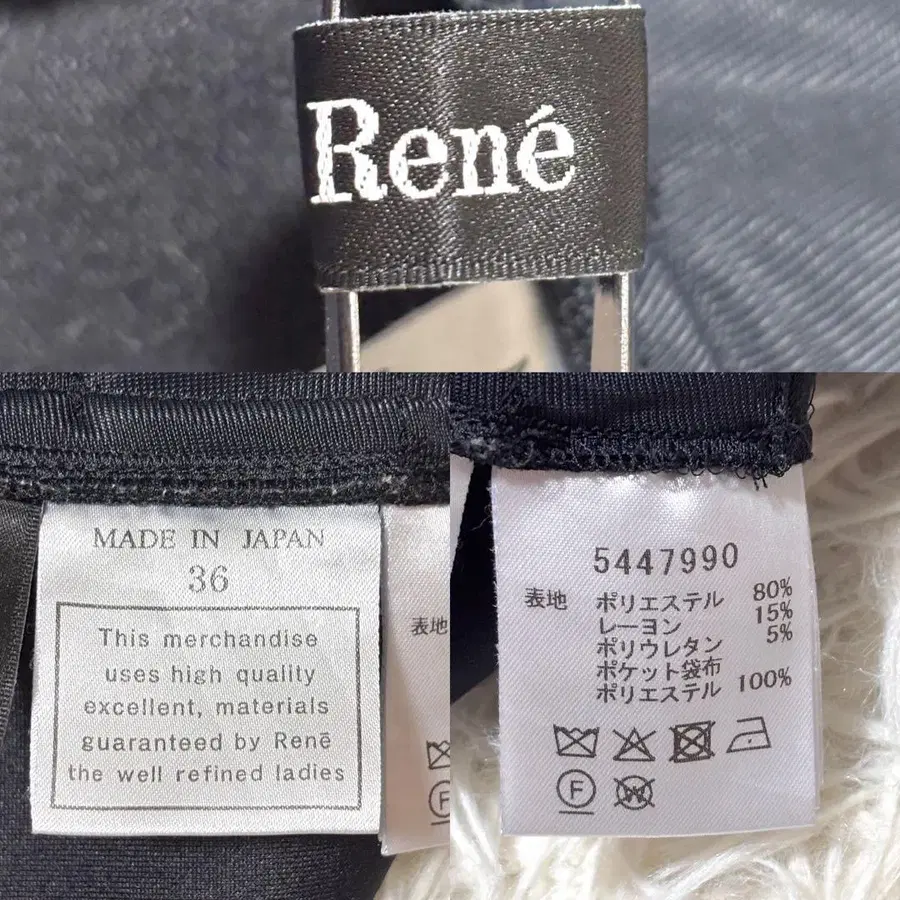 René
MADE IN JAPAN
36
This merchandise
uses high quality
excellent, materials
guaranteed by Renē
the well refined ladies
表地
F
5447990
表地 ポリエステル 80%
レーヨン 15%
ポリウレタン 5%
ポケット袋布
ポリエステル 100%
F W